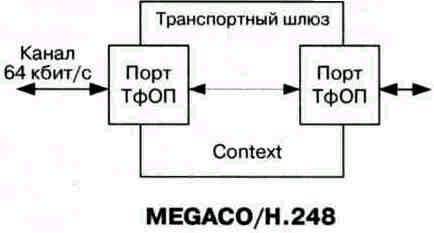 Транспортный шлюз
Канал
64 кбит/с
Порт
ТфОП
Порт
ТфОП
Context
MEGACO/H.248